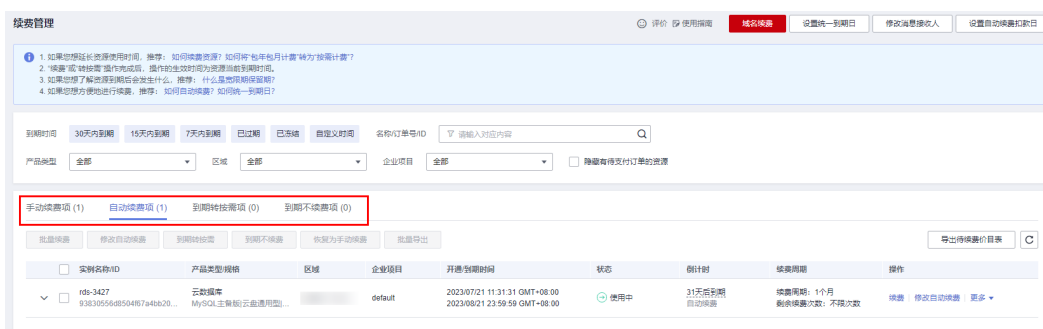 续费管理
评价 使用指南 域名续费 设置统一到期日 修改消息接收人 设置自动续费扣款日
1. 如果您想延长资源使用时间，推荐： 如何续费资源? 如何将“包年包月计费”转为“按需计费”?
2. “续费”或“转按需”操作完成后，操作的生效时间为资源当前到期时间。
3. 如果您想了解资源到期后会发生什么，推荐： 什么是宽限期保留期?
4. 如果您想方便地进行续费，推荐： 如何自动续费? 如何统一到期日?
到期时间 30天内到期 15天内到期 7天内到期 已过期 已冻结 自定义时间 名称/订单号/ID 请输入对应内容
产品类型 全部 区域 全部 企业项目 全部 隐藏有待支付订单的资源
手动续费项 (1) 自动续费项 (1) 到期转按需项 (0) 到期不续费项 (0)
批量续费 修改自动续费 到期转按需 到期不续费 恢复为手动续费 批量导出 导出待续费价目表
实例名称/ID 产品类型/规格 区域 企业项目 开通/到期时间 状态 倒计时 续费周期 操作
rds-3427 云数据库 default 2023/07/21 11:31:31 GMT+08:00 使用中 31天后到期 续费周期：1个月 续费 修改自动续费 更多
93830556d8504f67a4bb20... MySQL主备版|云盘通用型|... 2023/08/21 23:59:59 GMT+08:00 自动续费 剩余续费次数：不限次数